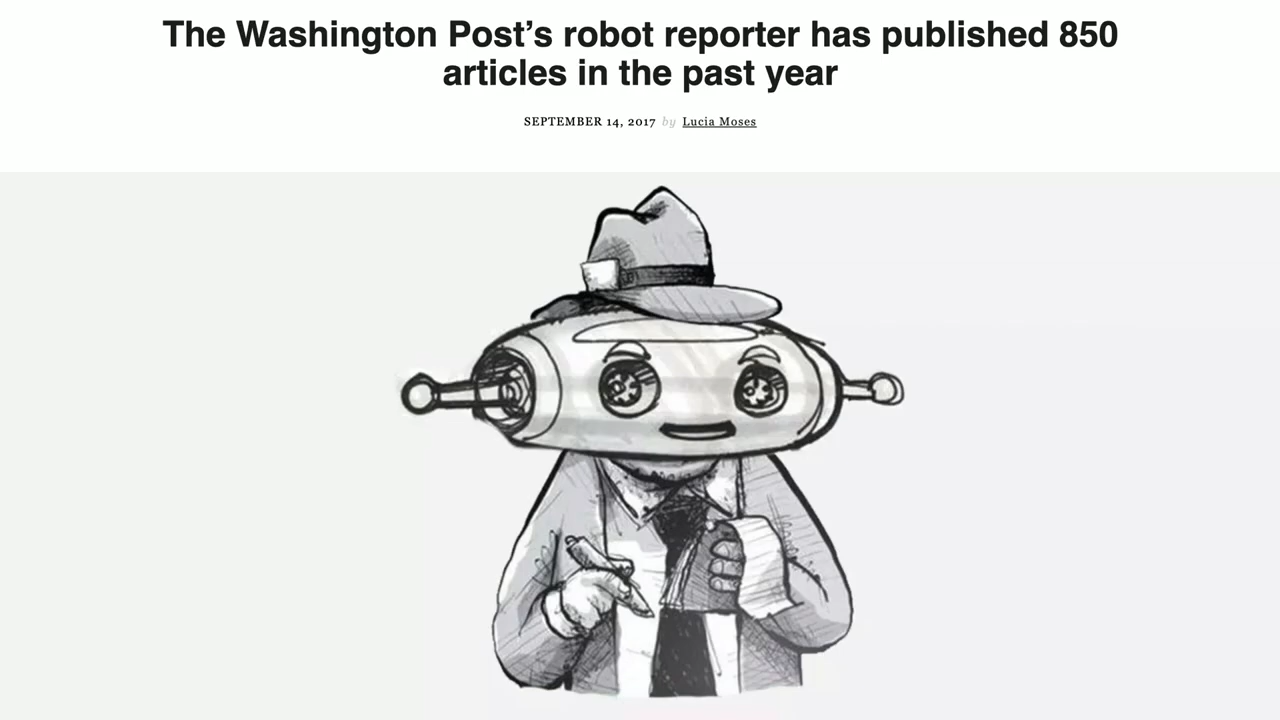 The Washington Post’s robot reporter has published 850
articles in the past year
SEPTEMBER 14, 2017 by Lucia Moses